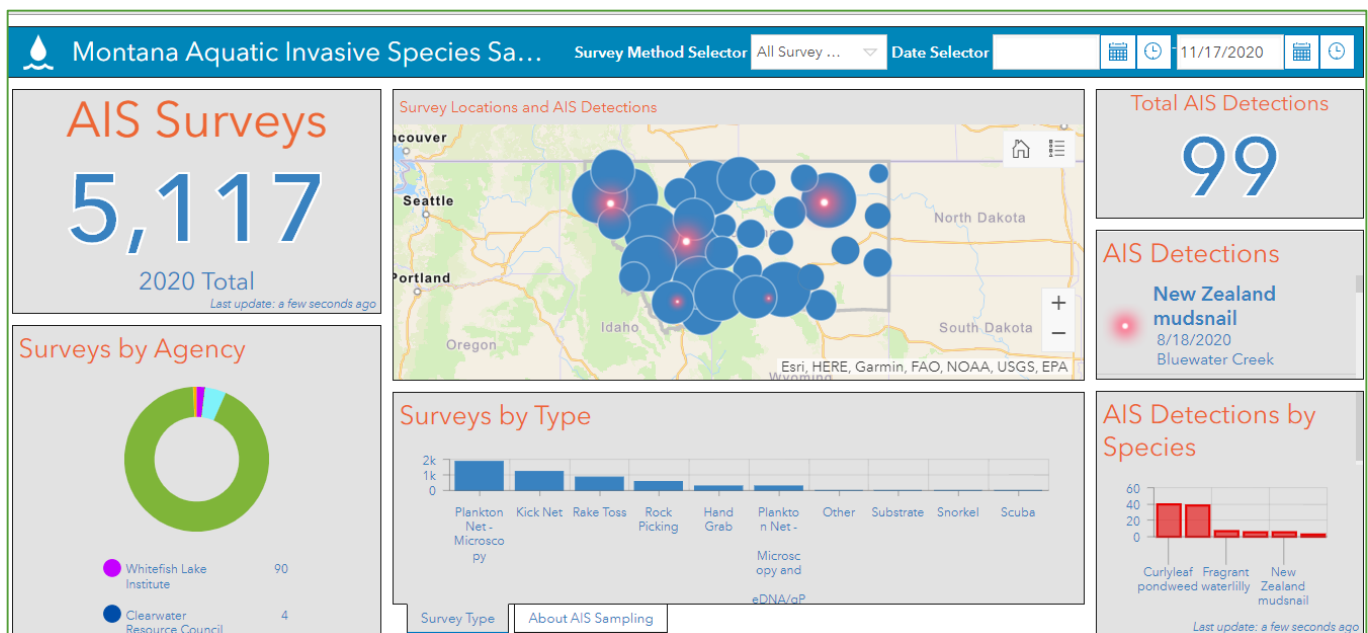 Montana Aquatic Invasive Species Sa...
Survey Method Selector
All Survey ...
Date Selector
-
11/17/2020
AIS Surveys
5,117
2020 Total
Last update: a few seconds ago
Surveys by Agency
Whitefish Lake
Institute
90
Clearwater
Resource Council
4
Survey Locations and AIS Detections
ncouver
Seattle
Portland
Oregon
Idaho
Wyoming
North Dakota
South Dakota
+
−
Esri, HERE, Garmin, FAO, NOAA, USGS, EPA
Surveys by Type
2k
1k
0
Plankton
Net -
Microsco
py
Kick Net
Rake Toss
Rock
Picking
Hand
Grab
Plankto
n Net -
Microsc
opy and
eDNA/qP
Other
Substrate
Snorkel
Scuba
Survey Type
About AIS Sampling
Total AIS Detections
99
AIS Detections
New Zealand
mudsnail
8/18/2020
Bluewater Creek
AIS Detections by
Species
60
40
20
0
Curlyleaf
pondweed
Fragrant
waterlilly
New
Zealand
mudsnail
Last update: a few seconds ago